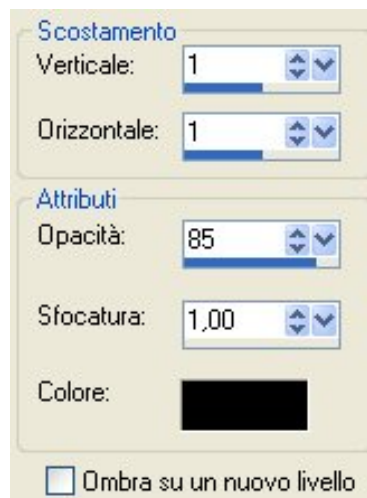 Scostamento
Verticale: 1
Orizzontale: 1
Attributi
Opacità: 85
Sfocatura: 1,00
Colore:
Ombra su un nuovo livello